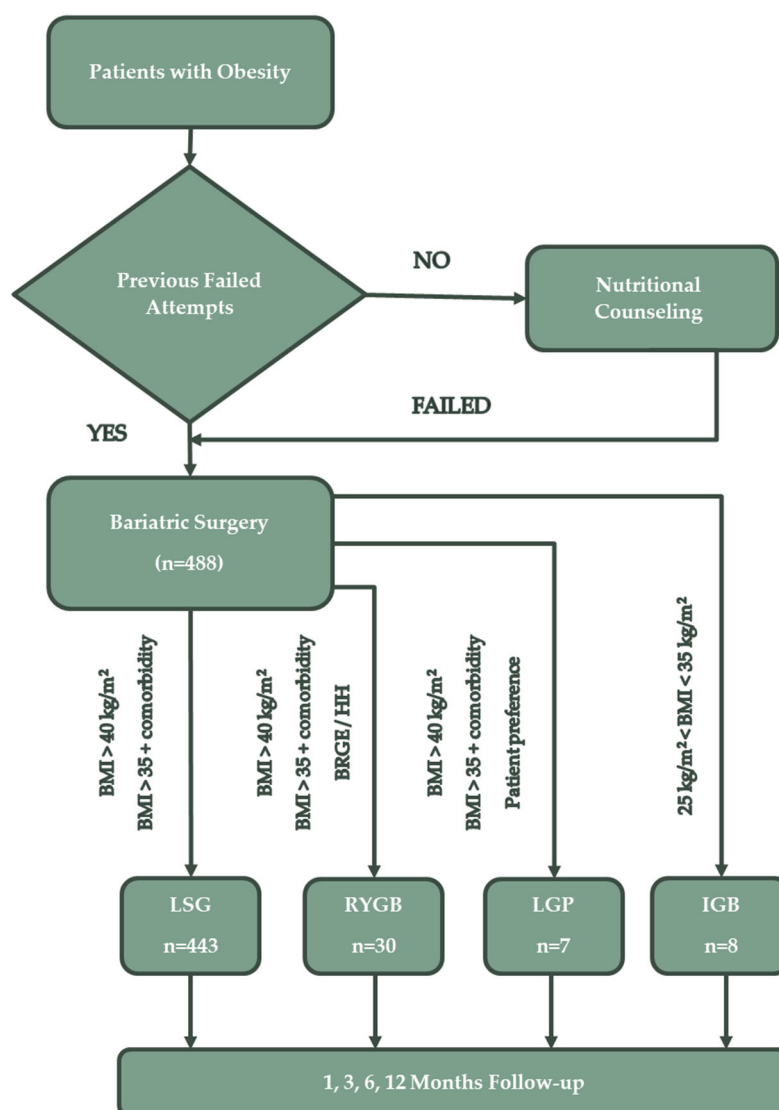 Patients with Obesity
Previous Failed
Attempts
NO
Nutritional
Counseling
FAILED
YES
Bariatric Surgery
(n=488)
BMI > 40 kg/m²
BMI > 35 + comorbidity
BMI > 40 kg/m²
BMI > 35 + comorbidity
BRGE / HH
BMI > 40 kg/m²
BMI > 35 + comorbidity
Patient preference
25 kg/m² < BMI < 35 kg/m²
LSG
n=443
RYGB
n=30
LGP
n=7
IGB
n=8
1, 3, 6, 12 Months Follow-up